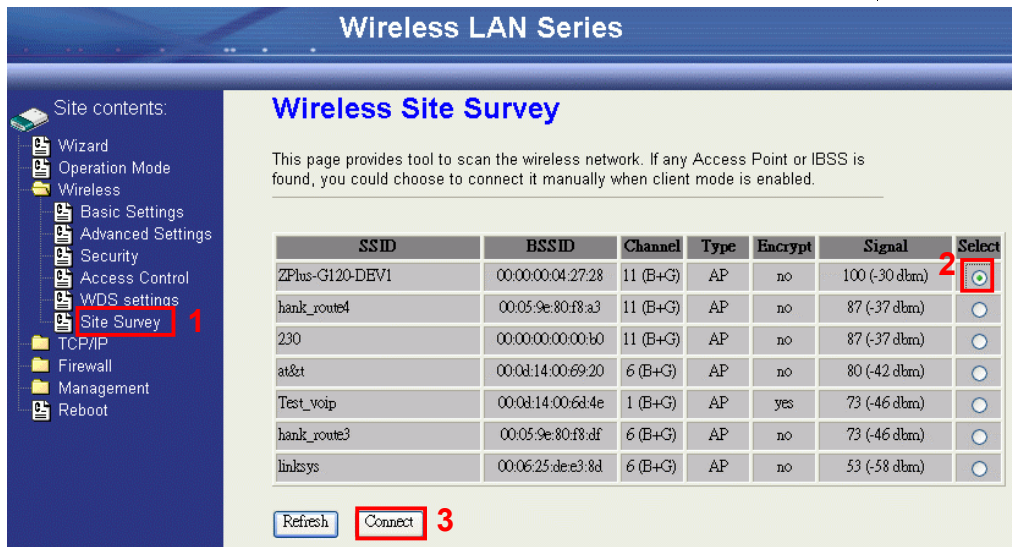 Wireless LAN Series
Site contents:
Wizard
Operation Mode
Wireless
Basic Settings
Advanced Settings
Security
Access Control
WDS settings
Site Survey 1
TCP/IP
Firewall
Management
Reboot
Wireless Site Survey
This page provides tool to scan the wireless network. If any Access Point or IBSS is
found, you could choose to connect it manually when client mode is enabled.
SSID BSSID Channel Type Encrypt Signal Select
ZPlus-G120-DEV1 00:00:00:04:27:28 11 (B+G) AP no 100 (-30 dbm) 2
hank_route4 00:05:9e:80:f8:a3 11 (B+G) AP no 87 (-37 dbm)
230 00:00:00:00:00:b0 11 (B+G) AP no 87 (-37 dbm)
at&t 00:0d:14:00:69:20 6 (B+G) AP no 80 (-42 dbm)
Test_voip 00:0d:14:00:6d:4e 1 (B+G) AP yes 73 (-46 dbm)
hank_route3 00:05:9e:80:f8:df 6 (B+G) AP no 73 (-46 dbm)
linksys 00:06:25:de:e3:8d 6 (B+G) AP no 53 (-58 dbm)
Refresh Connect 3